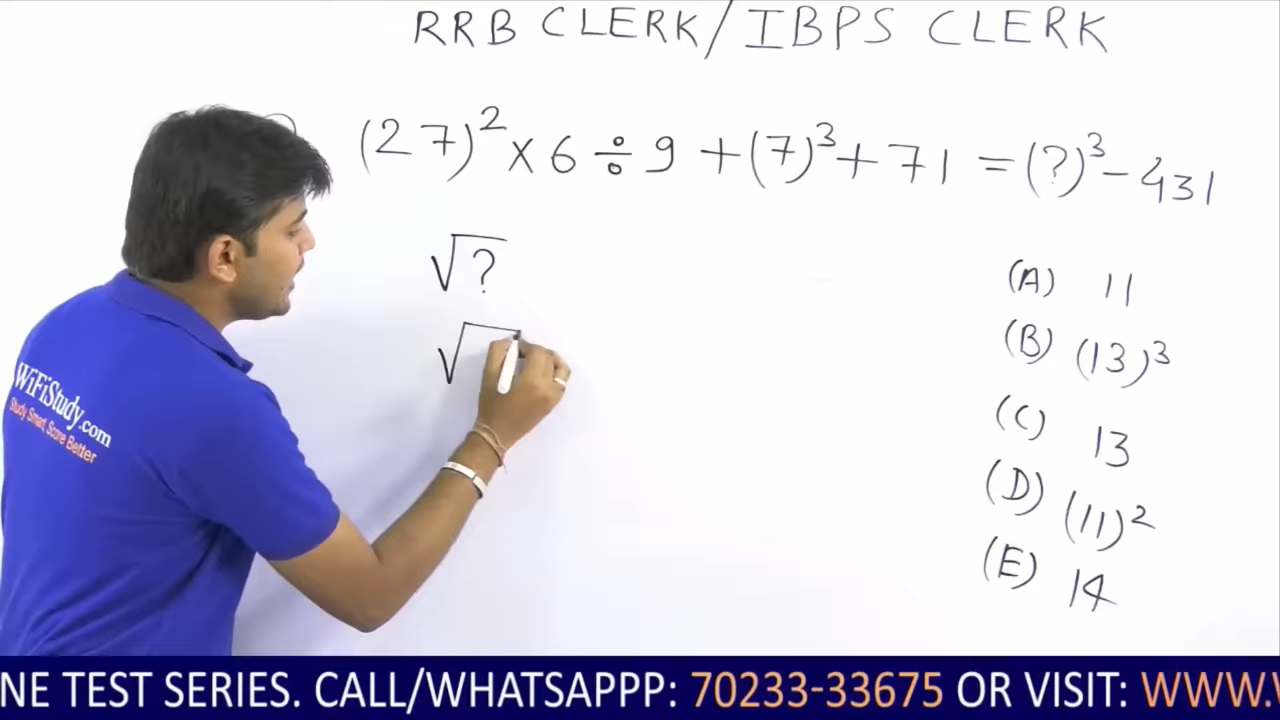 RRB CLERK/IBPS CLERK
(27)² × 6 ÷ 9 + (7)³ + 71 = (?)³ - 431
√?
√
(A) 11
(B) (13)³
(C) 13
(D) (11)²
(E) 14
WiFiStudy.com
Study Smart, Score Better
NE TEST SERIES. CALL/WHATSAPPP: 70233-33675 OR VISIT: WWW.